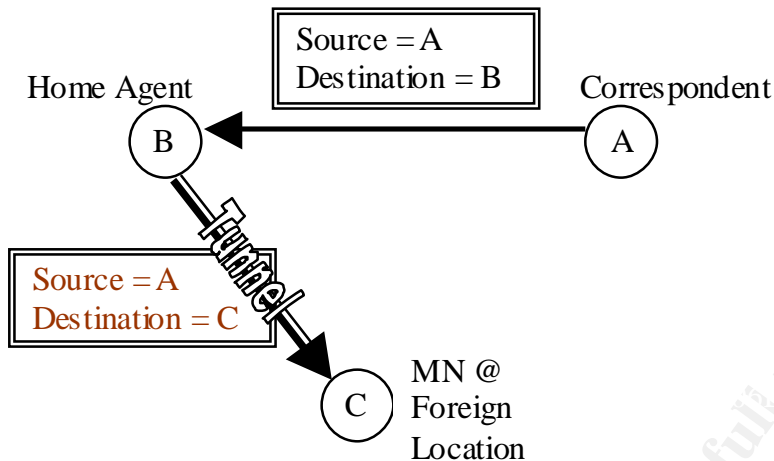 Source = A
Destination = B
Home Agent
Correspondent
B
A
Tunnel
Source = A
Destination = C
C
MN @
Foreign
Location